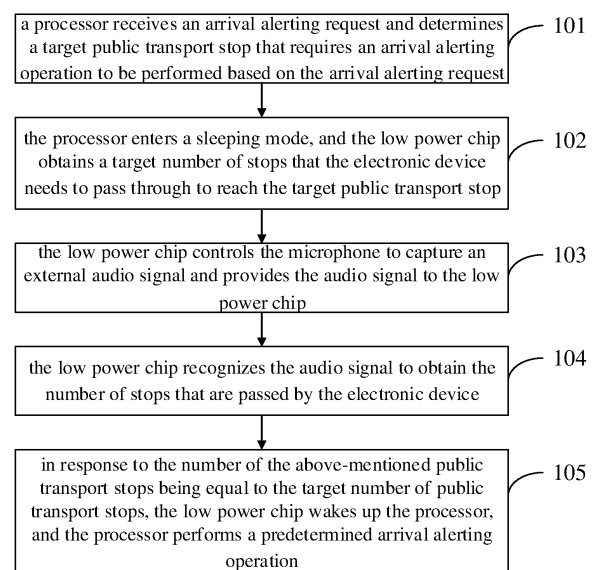 a processor receives an arrival alerting request and determines
a target public transport stop that requires an arrival alerting
operation to be performed based on the arrival alerting request
101
the processor enters a sleeping mode, and the low power chip
obtains a target number of stops that the electronic device
needs to pass through to reach the target public transport stop
102
the low power chip controls the microphone to capture an
external audio signal and provides the audio signal to the low
power chip
103
the low power chip recognizes the audio signal to obtain the
number of stops that are passed by the electronic device
104
in response to the number of the above-mentioned public
transport stops being equal to the target number of public
transport stops, the low power chip wakes up the processor,
and the processor performs a predetermined arrival alerting
operation
105